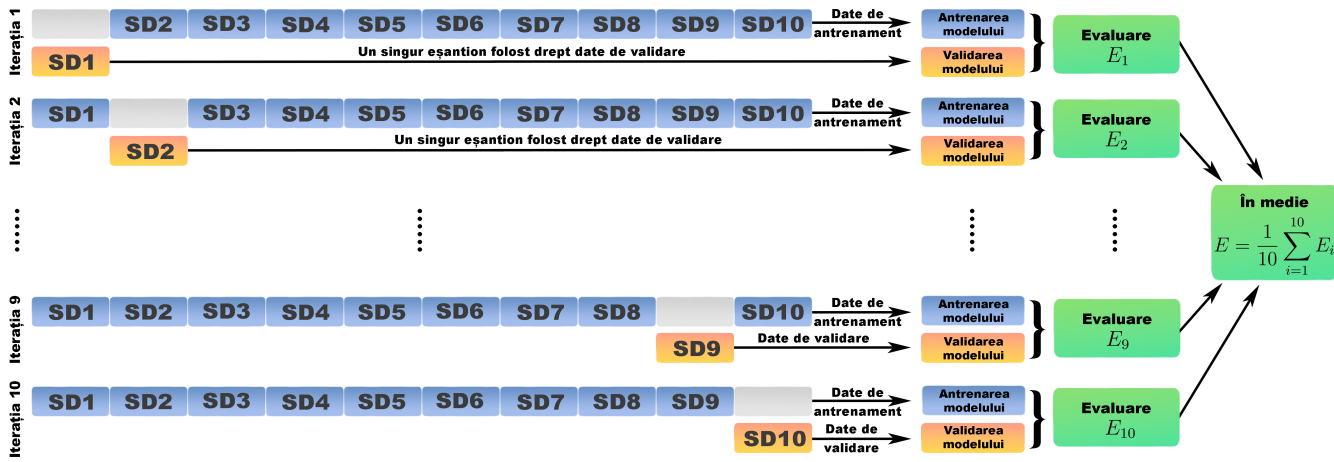 Iterația 1
SD2 SD3 SD4 SD5 SD6 SD7 SD8 SD9 SD10
Date de
antrenament
Antrenarea
modelului
SD1
Un singur eșantion folost drept date de validare
Validarea
modelului
Evaluare
E₁
Iterația 2
SD1 SD3 SD4 SD5 SD6 SD7 SD8 SD9 SD10
Date de
antrenament
Antrenarea
modelului
SD2
Un singur eșantion folost drept date de validare
Validarea
modelului
Evaluare
E₂
În medie
E = 1/10 ∑_{i=1}^{10} Eᵢ
Iterația 9
SD1 SD2 SD3 SD4 SD5 SD6 SD7 SD8 SD10
Date de
antrenament
Antrenarea
modelului
SD9
Date de validare
Validarea
modelului
Evaluare
E₉
Iterația 10
SD1 SD2 SD3 SD4 SD5 SD6 SD7 SD8 SD9
Date de
antrenament
Antrenarea
modelului
SD10
Date de
validare
Validarea
modelului
Evaluare
E₁₀